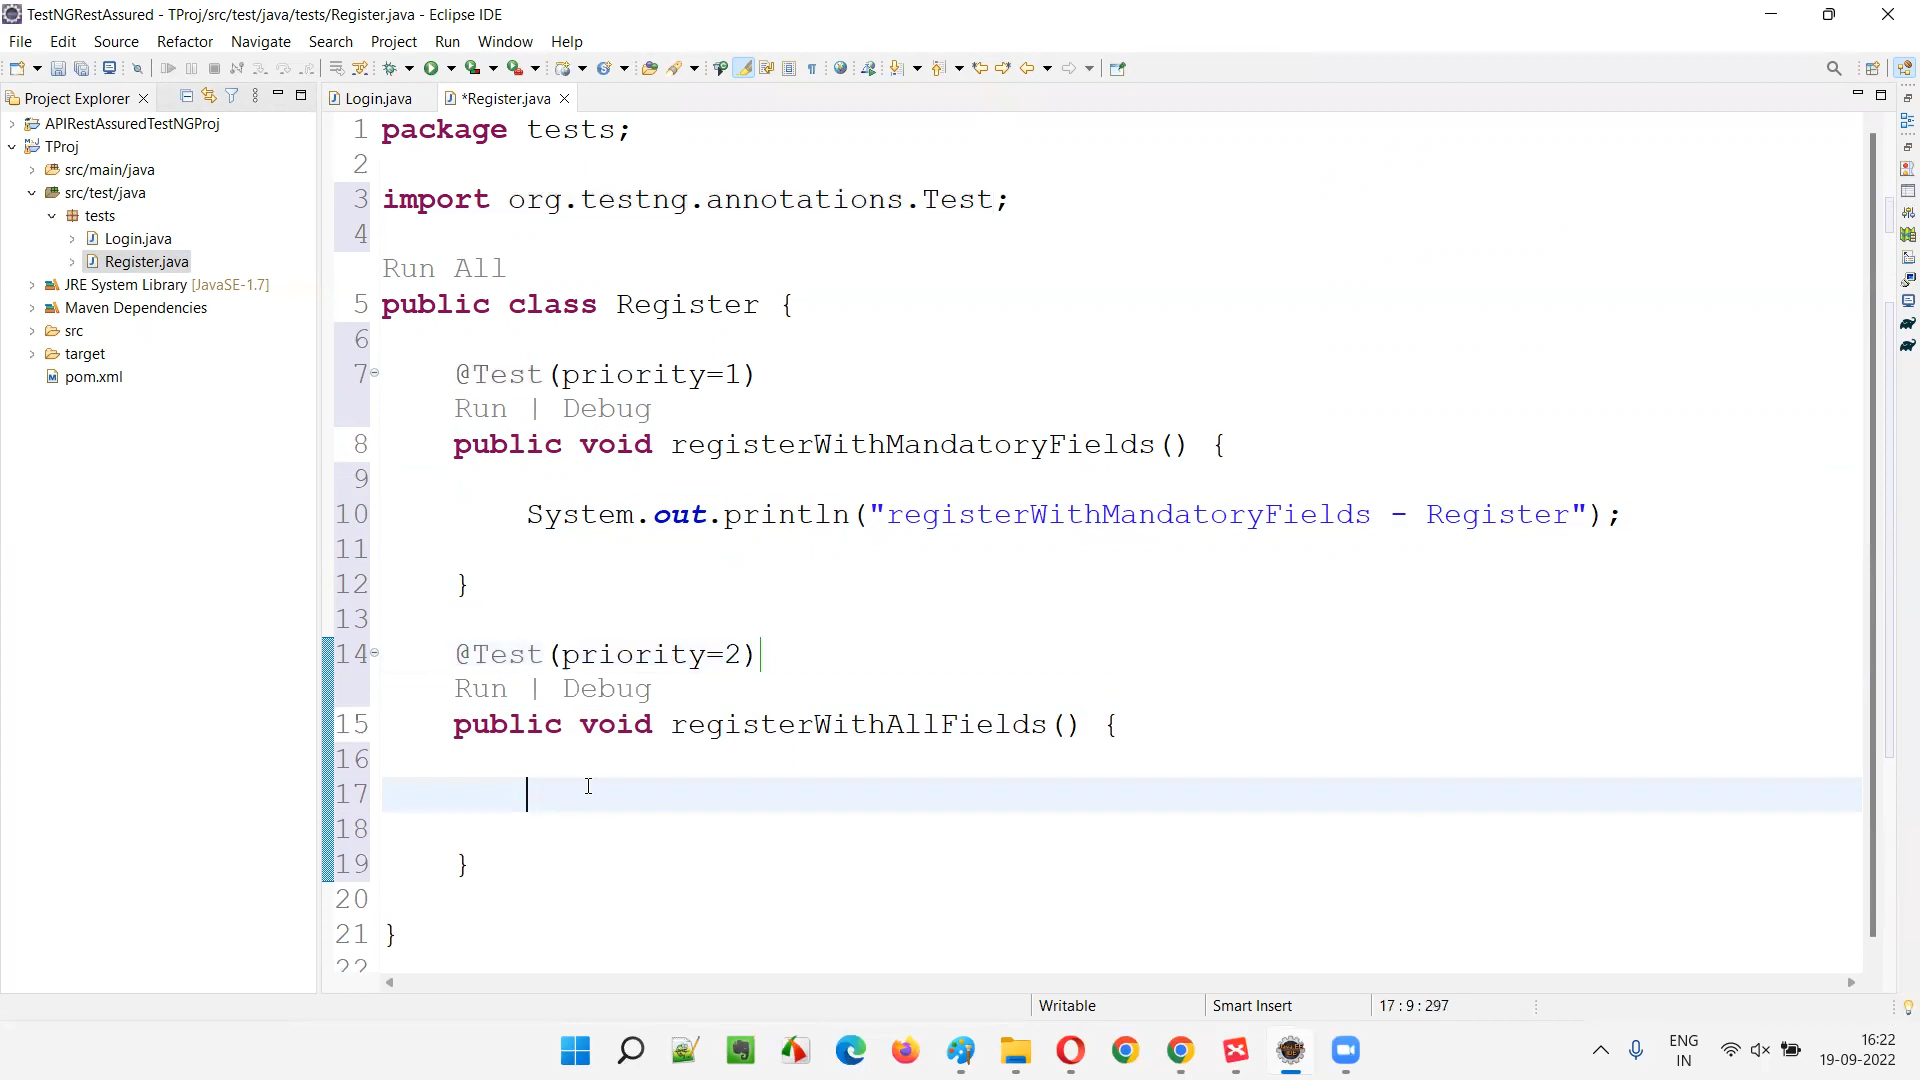 TestNGRestAssured - TProj/src/test/java/tests/Register.java - Eclipse IDE
File Edit Source Refactor Navigate Search Project Run Window Help
Project Explorer
Login.java
*Register.java
APIRestAssuredTestNGProj
TProj
src/main/java
src/test/java
tests
Login.java
Register.java
JRE System Library [JavaSE-1.7]
Maven Dependencies
src
target
pom.xml
1 package tests;
2
3 import org.testng.annotations.Test;
4
Run All
5 public class Register {
6
7 @Test(priority=1)
Run | Debug
8 public void registerWithMandatoryFields() {
9
10 System.out.println("registerWithMandatoryFields - Register");
11
12 }
13
14 @Test(priority=2)
Run | Debug
15 public void registerWithAllFields() {
16
17
18
19 }
20
21 }
22
Writable
Smart Insert
17 : 9 : 297
ENG
IN
16:22
19-09-2022